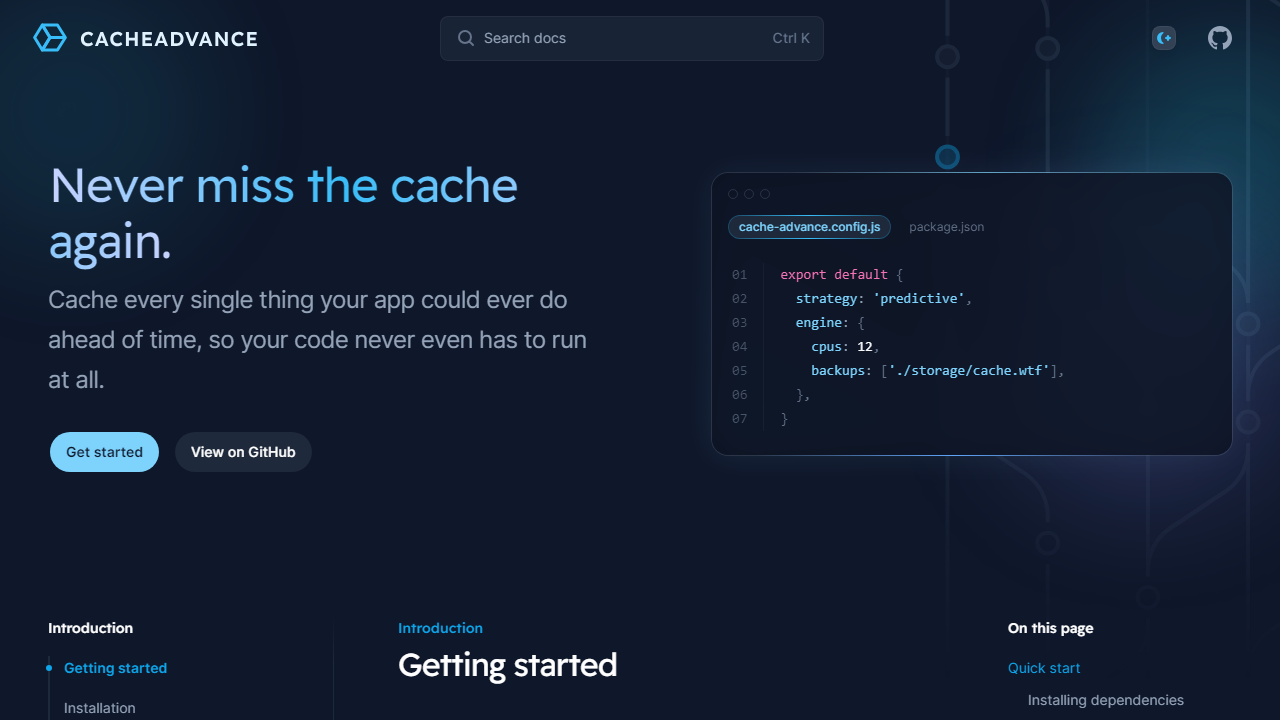 CACHEADVANCE
Search docs
Ctrl K
Never miss the cache
again.
Cache every single thing your app could ever do
ahead of time, so your code never even has to run
at all.
Get started
View on GitHub
cache-advance.config.js
package.json
01 export default {
02 strategy: 'predictive',
03 engine: {
04 cpus: 12,
05 backups: ['./storage/cache.wtf'],
06 },
07 }
Introduction
Getting started
Installation
Introduction
Getting started
On this page
Quick start
Installing dependencies